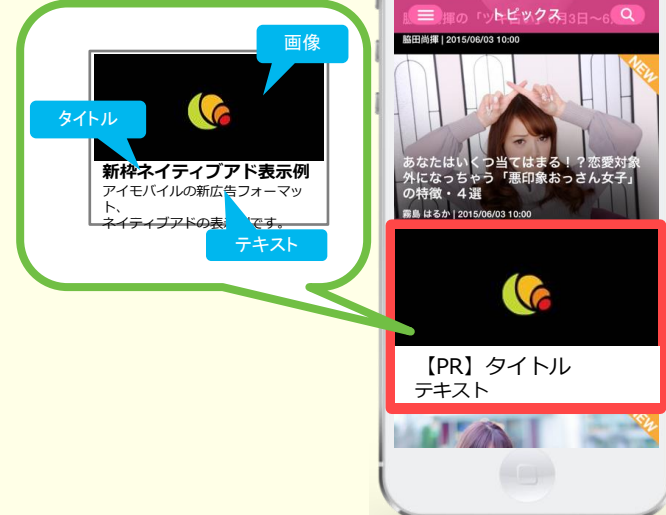 画像
タイトル
新枠ネイティブアド表示例
アイモバイルの新広告フォーマッ
ト、
ネイティブアドの表 です。
テキスト
トピックス
脇田尚揮 | 2015/06/03 10:00
NEW
あなたはいくつ当てはまる!?恋愛対象
外になっちゃう「悪印象おっさん女子」
の特徴・4選
霧島 はるか | 2015/06/03 10:00
【PR】タイトル
テキスト
NEW